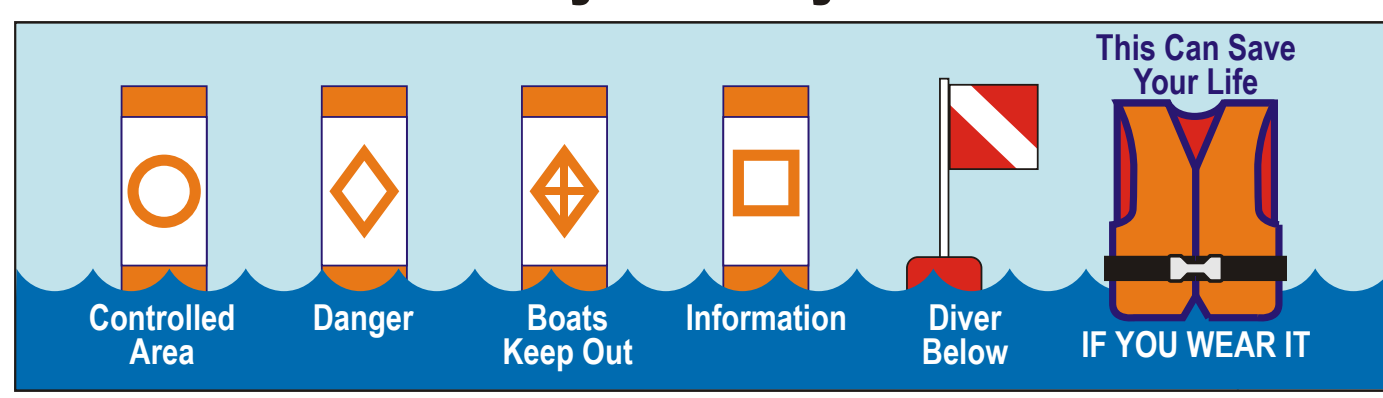 This Can Save
Your Life
Controlled
Area
Danger
Boats
Keep Out
Information
Diver
Below
IF YOU WEAR IT